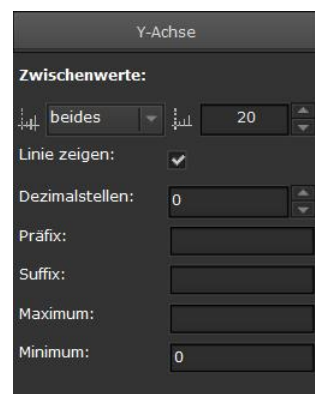 Y-Achse
Zwischenwerte:
beides 20
Linie zeigen:
Dezimalstellen: 0
Präfix:
Suffix:
Maximum:
Minimum: 0